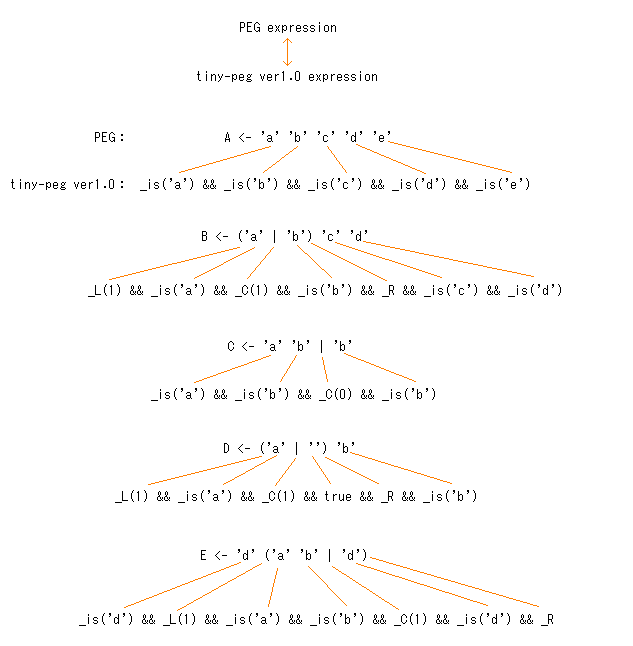 PEG expression
tiny-peg ver1.0 expression
PEG: A <- 'a' 'b' 'c' 'd' 'e'
tiny-peg ver1.0: _is('a') && _is('b') && _is('c') && _is('d') && _is('e')
B <- ('a' | 'b') 'c' 'd'
_L(1) && _is('a') && _C(1) && _is('b') && _R && _is('c') && _is('d')
C <- 'a' 'b' | 'b'
_is('a') && _is('b') && _C(0) && _is('b')
D <- ('a' | '') 'b'
_L(1) && _is('a') && _C(1) && true && _R && _is('b')
E <- 'd' ('a' 'b' | 'd')
_is('d') && _L(1) && _is('a') && _is('b') && _C(1) && _is('d') && _R